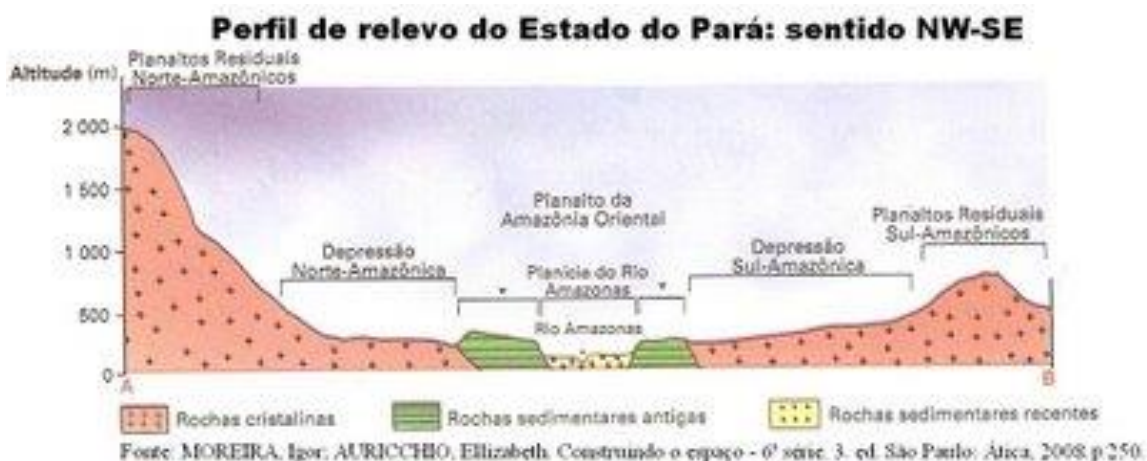 Perfil de relevo do Estado do Pará: sentido NW-SE
Planaltos Residuais
Norte-Amazônicos
Altitude (m)
2 000
1 500
1 000
500
0
Planalto da
Amazônia Oriental
Planaltos Residuais
Sul-Amazônicos
Depressão
Norte-Amazônica
Planície do Rio
Amazonas
Depressão
Sul-Amazônica
Rio Amazonas
A
B
Rochas cristalinas
Rochas sedimentares antigas
Rochas sedimentares recentes
Fonte: MOREIRA, Igor; AURICCHIO, Ellizabeth. Construindo o espaço - 6ª série. 3. ed. São Paulo: Ática, 2008. p.250.